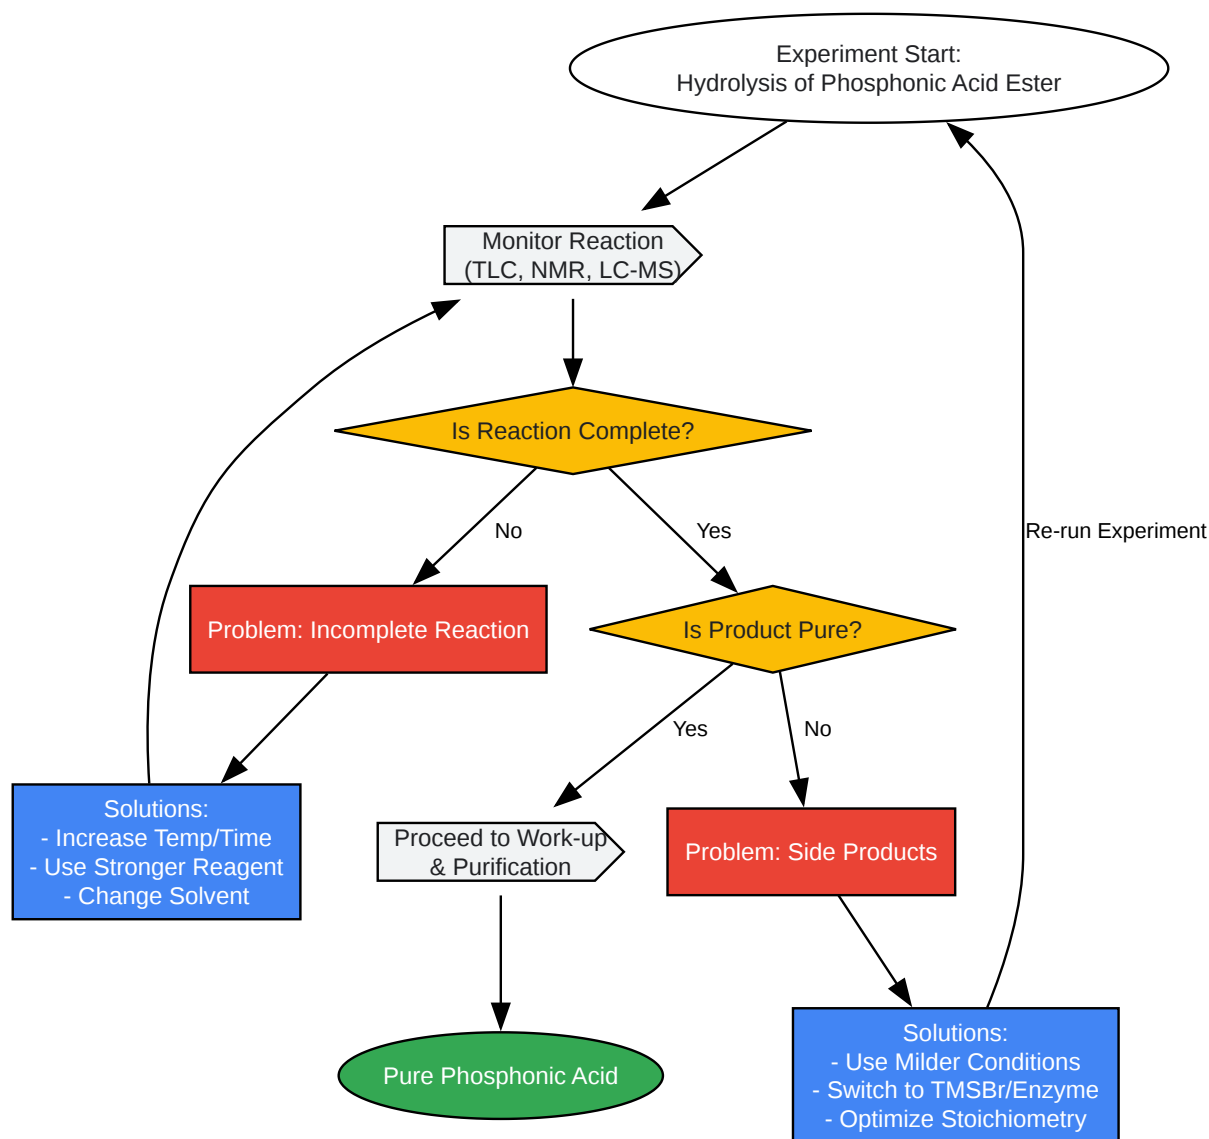 Experiment Start:
Hydrolysis of Phosphonic Acid Ester
Monitor Reaction
(TLC, NMR, LC-MS)
Is Reaction Complete?
No
Yes
Re-run Experiment
Problem: Incomplete Reaction
Is Product Pure?
Yes
No
Solutions:
- Increase Temp/Time
- Use Stronger Reagent
- Change Solvent
Proceed to Work-up
& Purification
Problem: Side Products
Pure Phosphonic Acid
Solutions:
- Use Milder Conditions
- Switch to TMSBr/Enzyme
- Optimize Stoichiometry